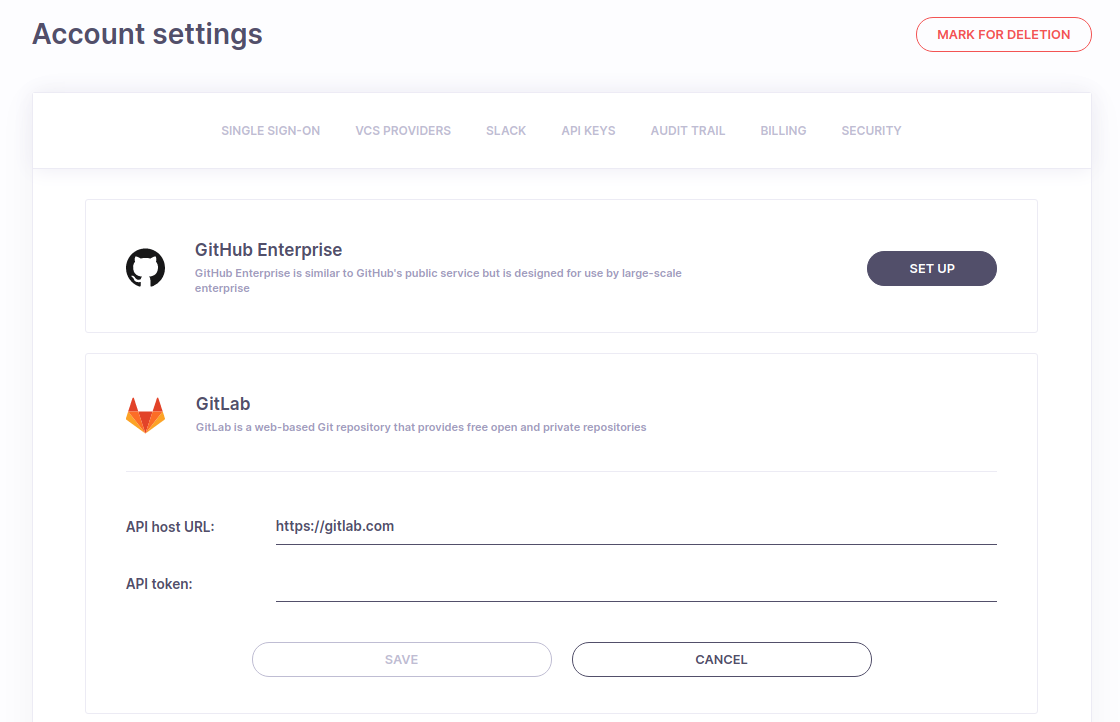 Account settings
MARK FOR DELETION
SINGLE SIGN-ON VCS PROVIDERS SLACK API KEYS AUDIT TRAIL BILLING SECURITY
GitHub Enterprise
GitHub Enterprise is similar to GitHub's public service but is designed for use by large-scale
enterprise
SET UP
GitLab
GitLab is a web-based Git repository that provides free open and private repositories
API host URL: https://gitlab.com
API token:
SAVE CANCEL